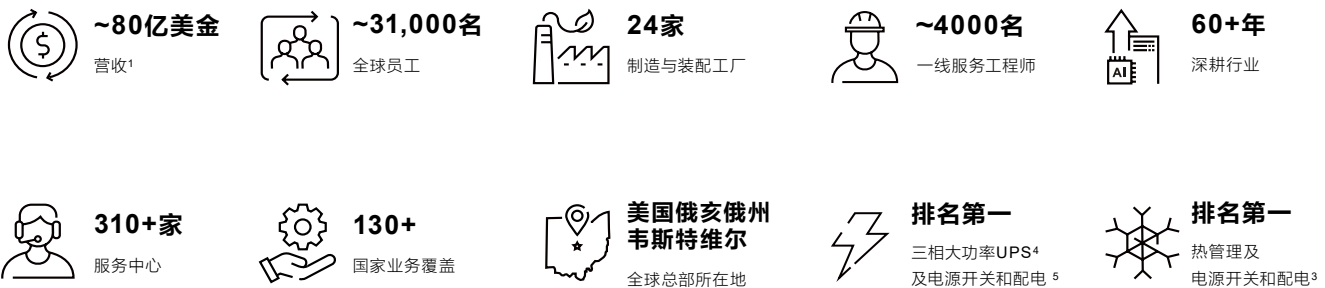 ~80亿美金
营收¹
~31,000名
全球员工
24家
制造与装配工厂
~4000名
一线服务工程师
60+年
深耕行业
AI
310+家
服务中心
130+
国家业务覆盖
美国俄亥俄州
韦斯特维尔
全球总部所在地
排名第一
三相大功率UPS⁴
及电源开关和配电 ⁵
排名第一
热管理及
电源开关和配电³